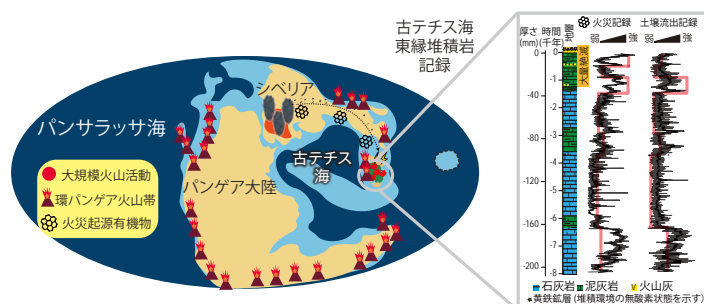 古テチス海
東縁堆積岩
記録
シベリア
パンサラッサ海
古テチス
海
パンゲア大陸
大規模火山活動
環パンゲア火山帯
火災起源有機物
厚さ 時間
(mm)(千年)
地層
火災記録
弱 強
土壌流出記録
弱 強
大量絶滅
0 0
-1
-40
-2
-80
-3
-4
-120
-5
-160
-6
-7
-200
-8
石灰岩 泥灰岩 火山灰
黄鉄鉱層 (堆積環境の無酸素状態を示す)